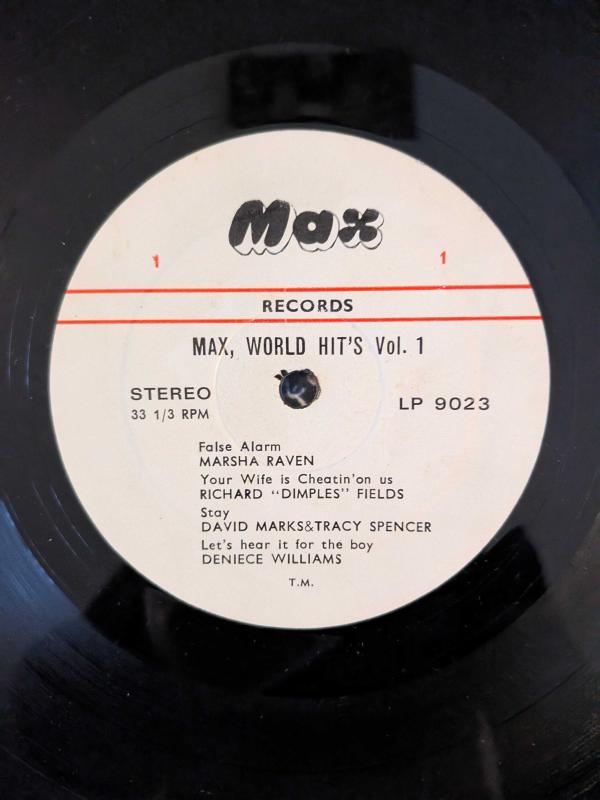 Max
1 1
RECORDS
MAX, WORLD HIT'S Vol. 1
STEREO
33 1/3 RPM
LP 9023
False Alarm
MARSHA RAVEN
Your Wife is Cheatin'on us
RICHARD "DIMPLES" FIELDS
Stay
DAVID MARKS&TRACY SPENCER
Let's hear it for the boy
DENIECE WILLIAMS
T.M.